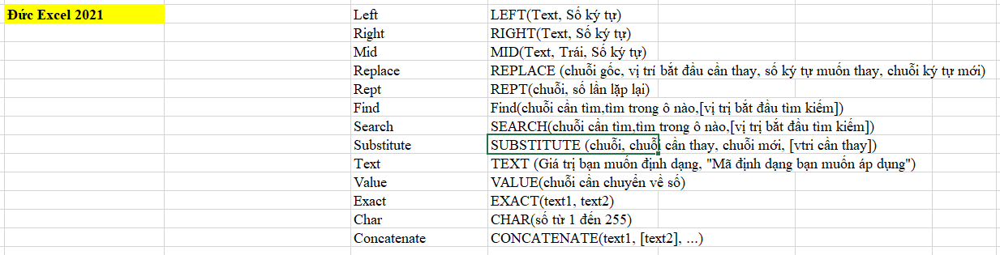 Đức Excel 2021 Left LEFT(Text, Số ký tự)
Right RIGHT(Text, Số ký tự)
Mid MID(Text, Trái, Số ký tự)
Replace REPLACE (chuỗi gốc, vị trí bắt đầu cần thay, số ký tự muốn thay, chuỗi ký tự mới)
Rept REPT(chuỗi, số lần lặp lại)
Find Find(chuỗi cần tìm,tìm trong ô nào,[vị trị bắt đầu tìm kiếm])
Search SEARCH(chuỗi cần tìm,tìm trong ô nào,[vị trị bắt đầu tìm kiếm])
Substitute SUBSTITUTE (chuỗi, chuỗi cần thay, chuỗi mới, [vtri cần thay])
Text TEXT (Giá trị bạn muốn định dạng, "Mã định dạng bạn muốn áp dụng")
Value VALUE(chuỗi cần chuyển về số)
Exact EXACT(text1, text2)
Char CHAR(số từ 1 đến 255)
Concatenate CONCATENATE(text1, [text2], ...)